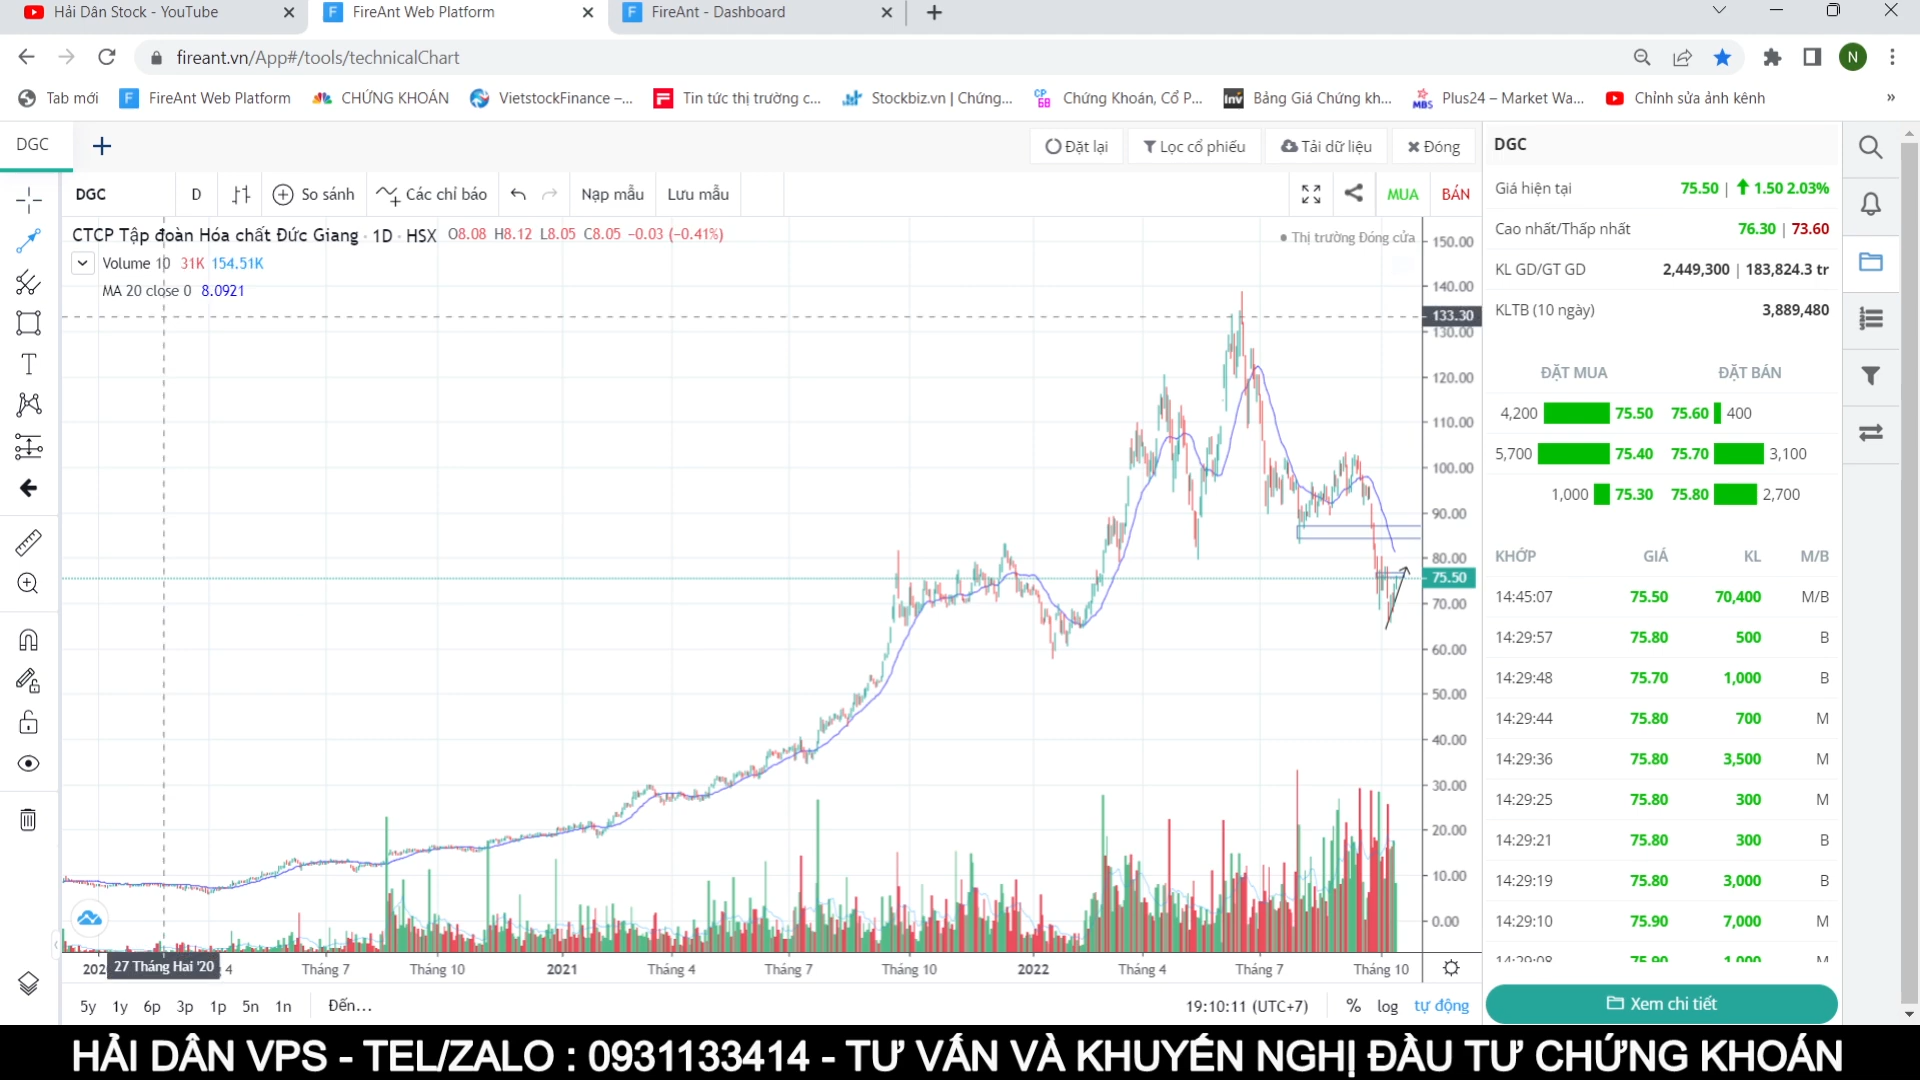 Hải Dân Stock - YouTube
FireAnt Web Platform
FireAnt - Dashboard
fireant.vn/App#/tools/technicalChart
N
Tab mới
FireAnt Web Platform
CHỨNG KHOÁN
VietstockFinance –...
Tin tức thị trường c...
Stockbiz.vn | Chứng...
Chứng Khoán, Cổ P...
Bảng Giá Chứng kh...
Plus24 – Market Wa...
Chỉnh sửa ảnh kênh
»
DGC
Đặt lại
Lọc cổ phiếu
Tải dữ liệu
Đóng
DGC
D
So sánh
Các chỉ báo
Nạp mẫu
Lưu mẫu
MUA
BÁN
CTCP Tập đoàn Hóa chất Đức Giang · 1D · HSX O8.08 H8.12 L8.05 C8.05 −0.03 (−0.41%)
Thị trường Đóng cửa
Volume 10 31K 154.51K
MA 20 close 0 8.0921
150.00
140.00
133.30
130.00
120.00
110.00
100.00
90.00
80.00
75.50
70.00
60.00
50.00
40.00
30.00
20.00
10.00
0.00
202
27 Tháng Hai '20
4
Tháng 7
Tháng 10
2021
Tháng 4
Tháng 7
Tháng 10
2022
Tháng 4
Tháng 7
Tháng 10
5y 1y 6p 3p 1p 5n 1n Đến...
19:10:11 (UTC+7) % log tự động
DGC
Giá hiện tại 75.50 | 1.50 2.03%
Cao nhất/Thấp nhất 76.30 | 73.60
KL GD/GT GD 2,449,300 | 183,824.3 tr
KLTB (10 ngày) 3,889,480
ĐẶT MUA ĐẶT BÁN
4,200 75.50 75.60 400
5,700 75.40 75.70 3,100
1,000 75.30 75.80 2,700
KHỚP GIÁ KL M/B
14:45:07 75.50 70,400 M/B
14:29:57 75.80 500 B
14:29:48 75.70 1,000 B
14:29:44 75.80 700 M
14:29:36 75.80 3,500 M
14:29:25 75.80 300 M
14:29:21 75.80 300 B
14:29:19 75.80 3,000 B
14:29:10 75.90 7,000 M
14:29:08 75.90 1,000 M
Xem chi tiết
HẢI DÂN VPS - TEL/ZALO : 0931133414 - TƯ VẤN VÀ KHUYẾN NGHỊ ĐẦU TƯ CHỨNG KHOÁN